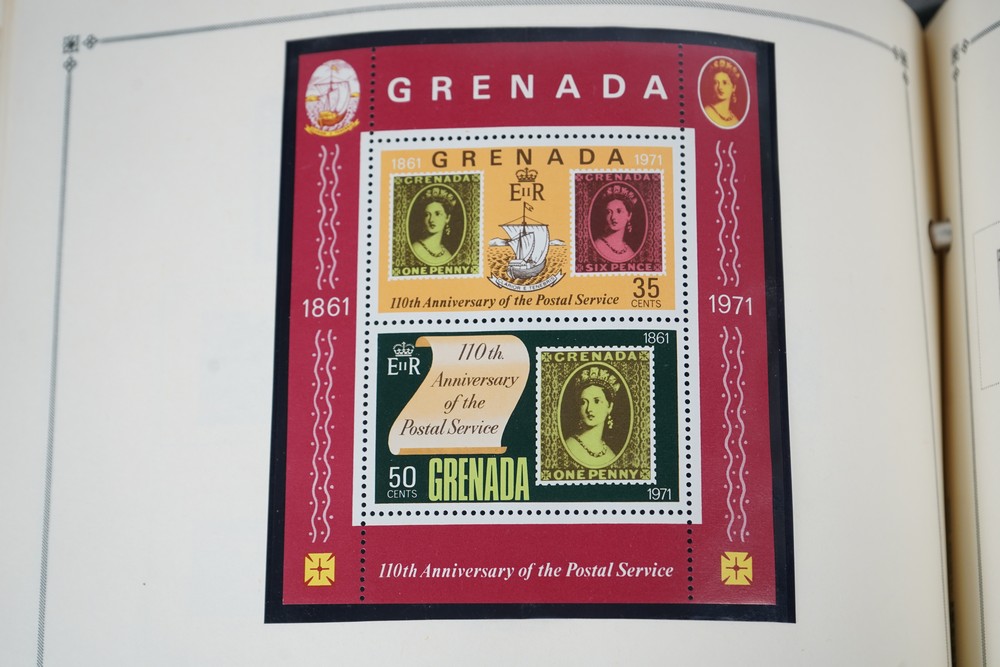 GRENADA
1861 GRENADA 1971
EIIR
GRENADA
ONE PENNY
GRENADA
SIX PENCE
110th Anniversary of the Postal Service
35
CENTS
1861
1971
EIIR
110th.
Anniversary
of the
Postal Service
1861
GRENADA
ONE PENNY
50
CENTS
GRENADA
1971
110th Anniversary of the Postal Service